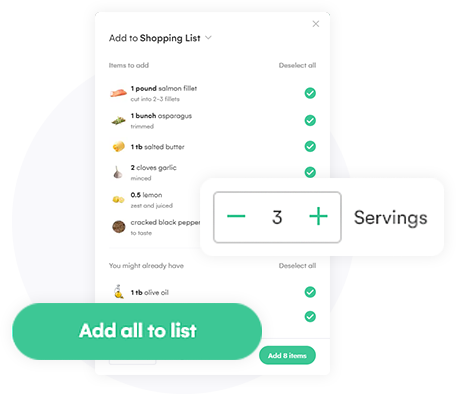 Add to Shopping List
Items to add Deselect all
1 pound salmon fillet
cut into 2-3 fillets
1 bunch asparagus
trimmed
1 tb salted butter
2 cloves garlic
minced
0.5 lemon
zest and juiced
cracked black pepper
to taste
3 Servings
You might already have Deselect all
1 tb olive oil
Add all to list
Add 8 items